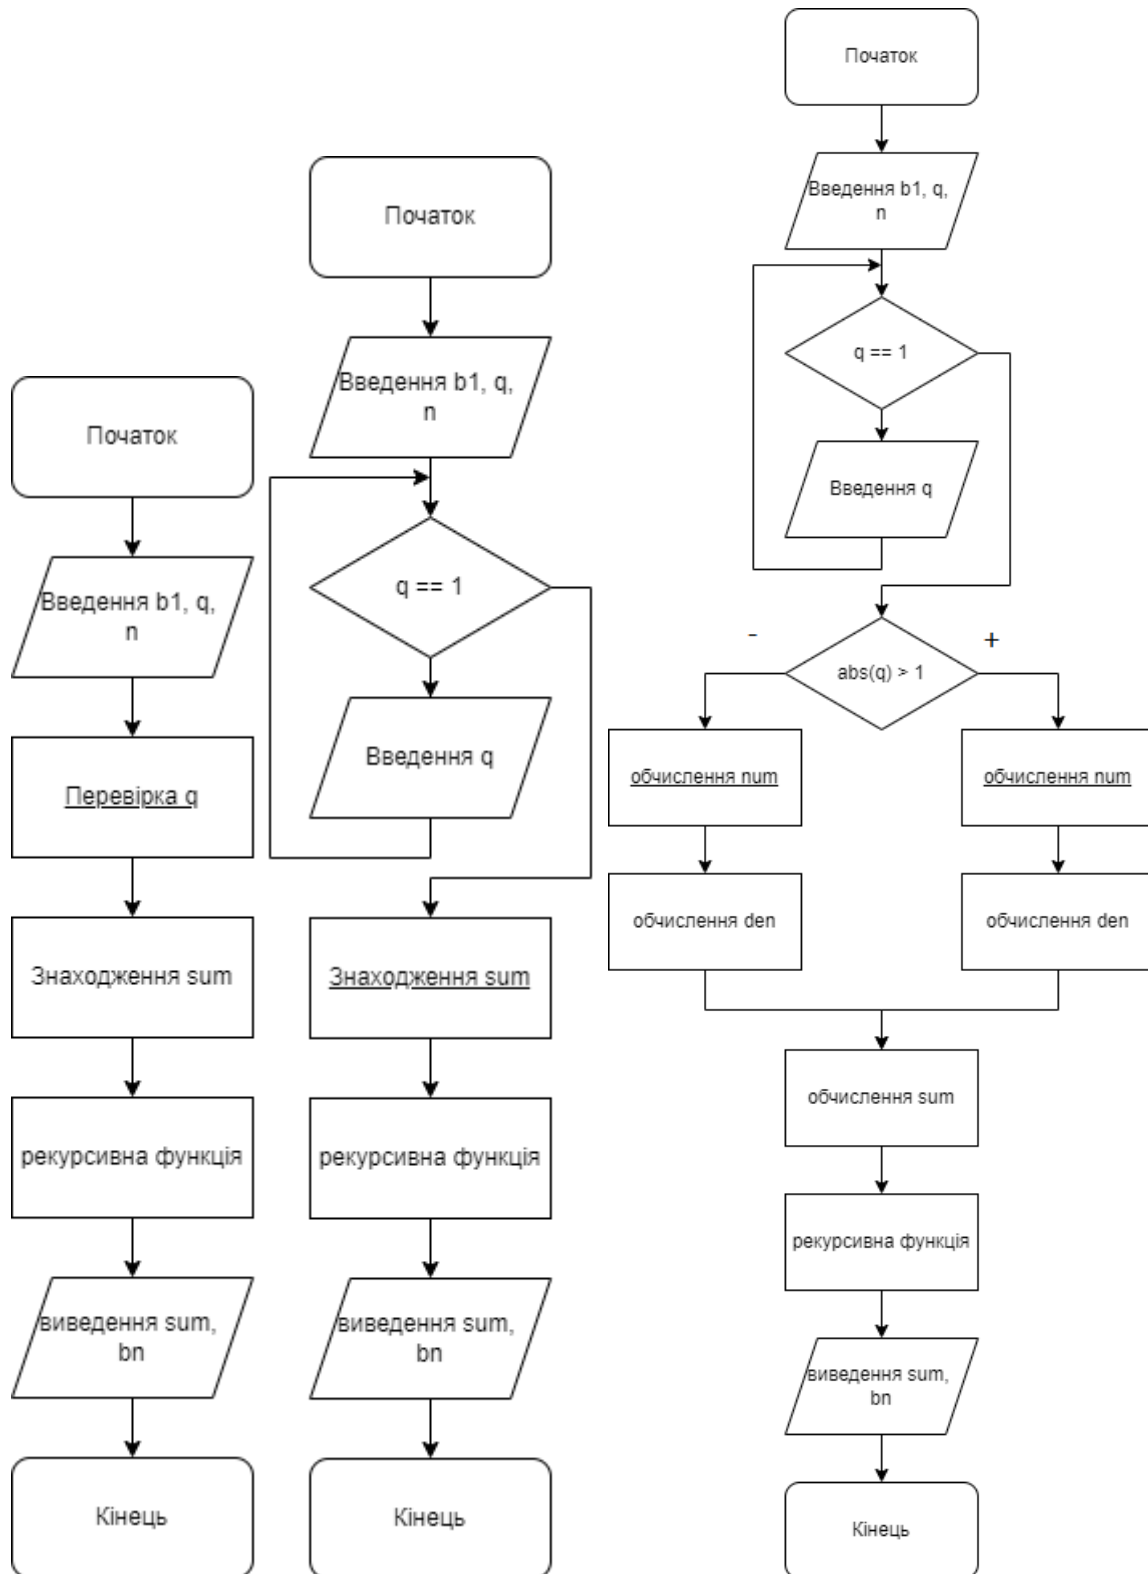 Початок
Введення b1, q,
n
Перевірка q
Знаходження sum
рекурсивна функція
виведення sum,
bn
Кінець
Початок
Введення b1, q,
n
q == 1
Введення q
Знаходження sum
рекурсивна функція
виведення sum,
bn
Кінець
Початок
Введення b1, q,
n
q == 1
Введення q
-
+
abs(q) > 1
обчислення num
обчислення num
обчислення den
обчислення den
обчислення sum
рекурсивна функція
виведення sum,
bn
Кінець